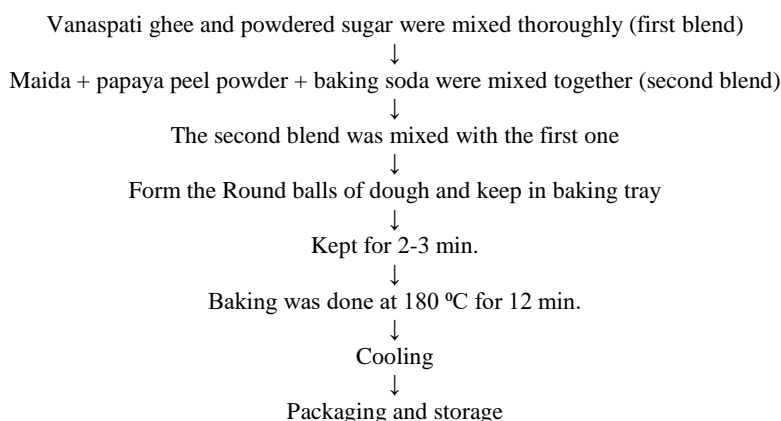 Vanaspati ghee and powdered sugar were mixed thoroughly (first blend)
↓
Maida + papaya peel powder + baking soda were mixed together (second blend)
↓
The second blend was mixed with the first one
↓
Form the Round balls of dough and keep in baking tray
↓
Kept for 2-3 min.
↓
Baking was done at 180 ⁰C for 12 min.
↓
Cooling
↓
Packaging and storage